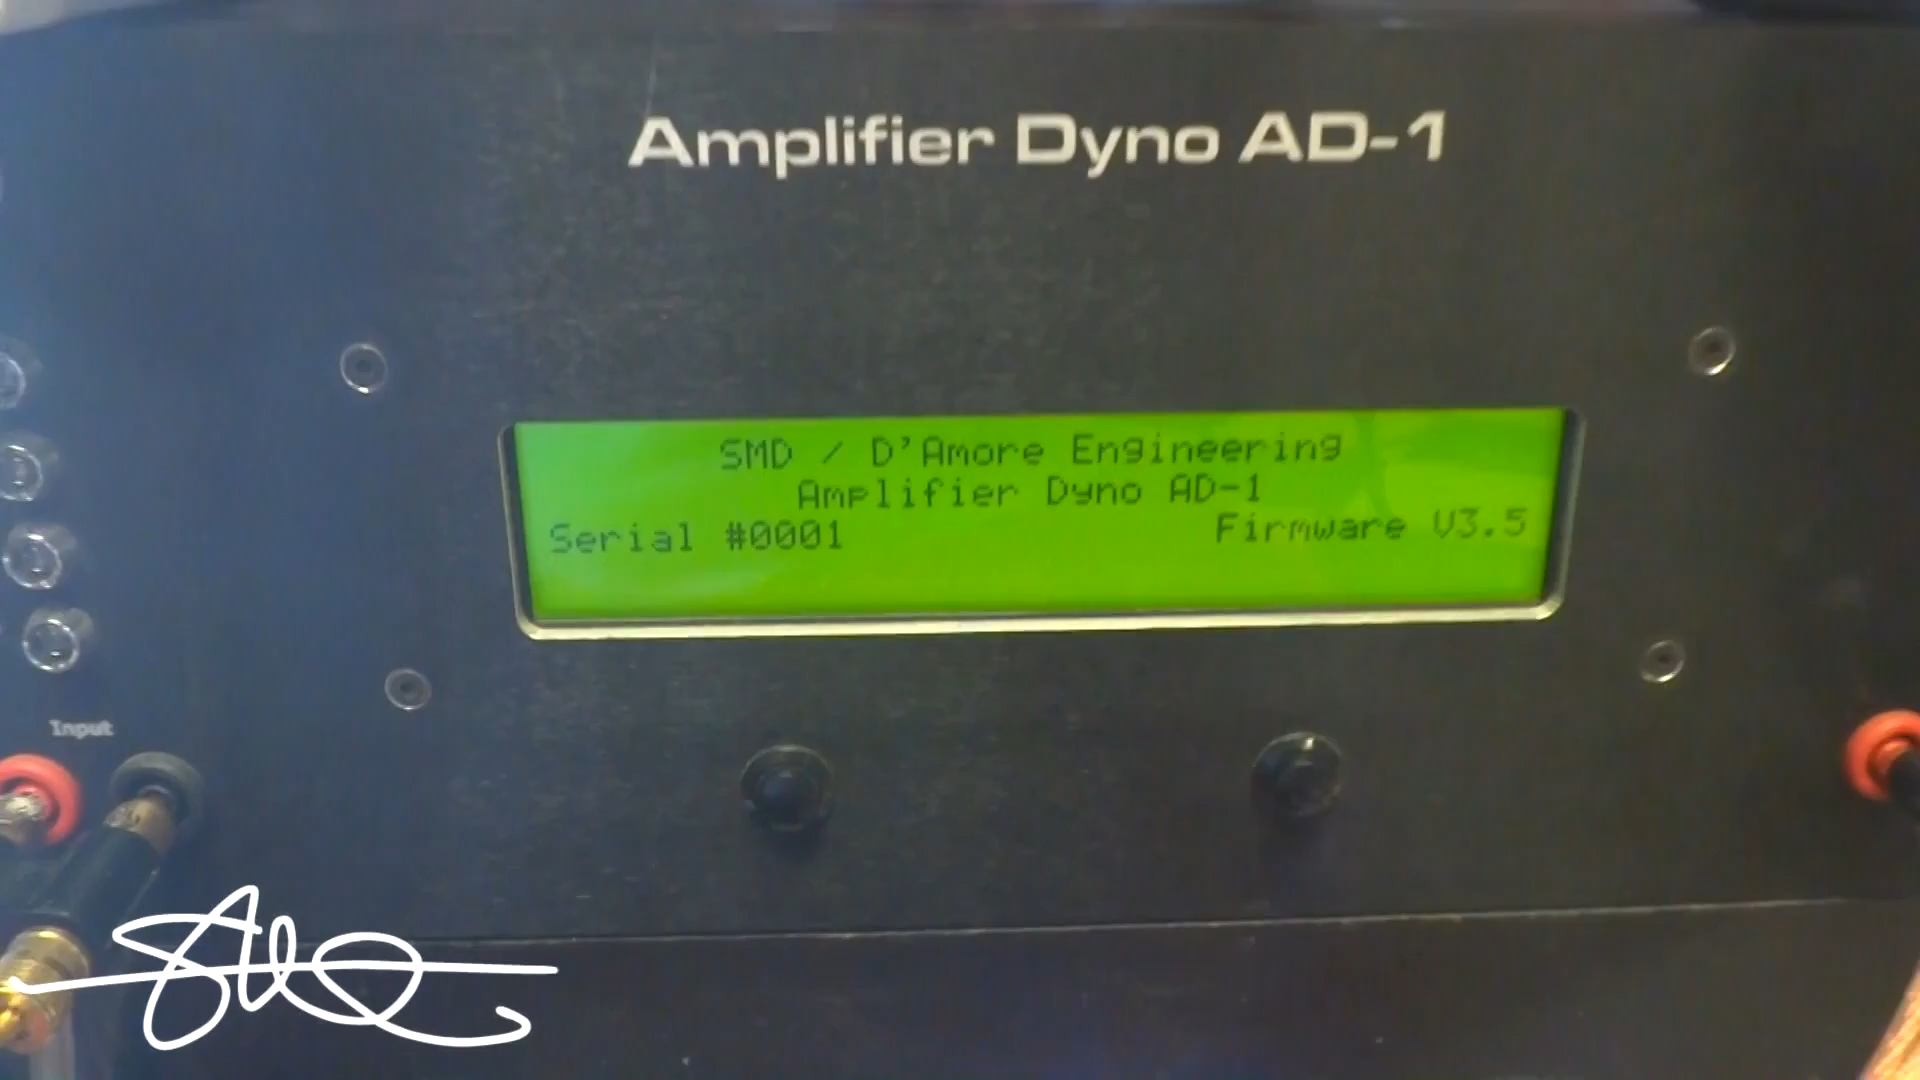 Amplifier Dyno AD-1
SMD / D'Amore Engineering
Amplifier Dyno AD-1
Serial #0001 Firmware V3.5
Input